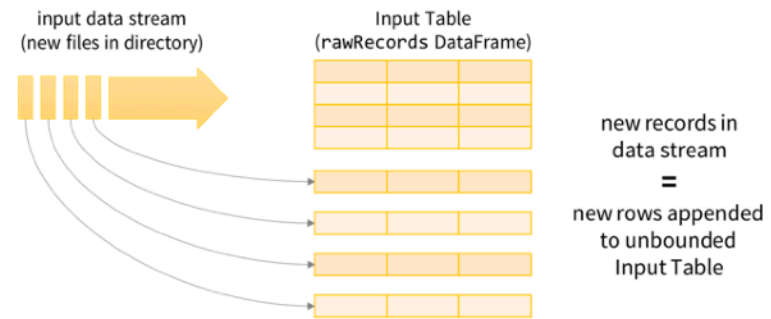 input data stream
(new files in directory)
Input Table
(rawRecords DataFrame)
new records in
data stream
=
new rows appended
to unbounded
Input Table